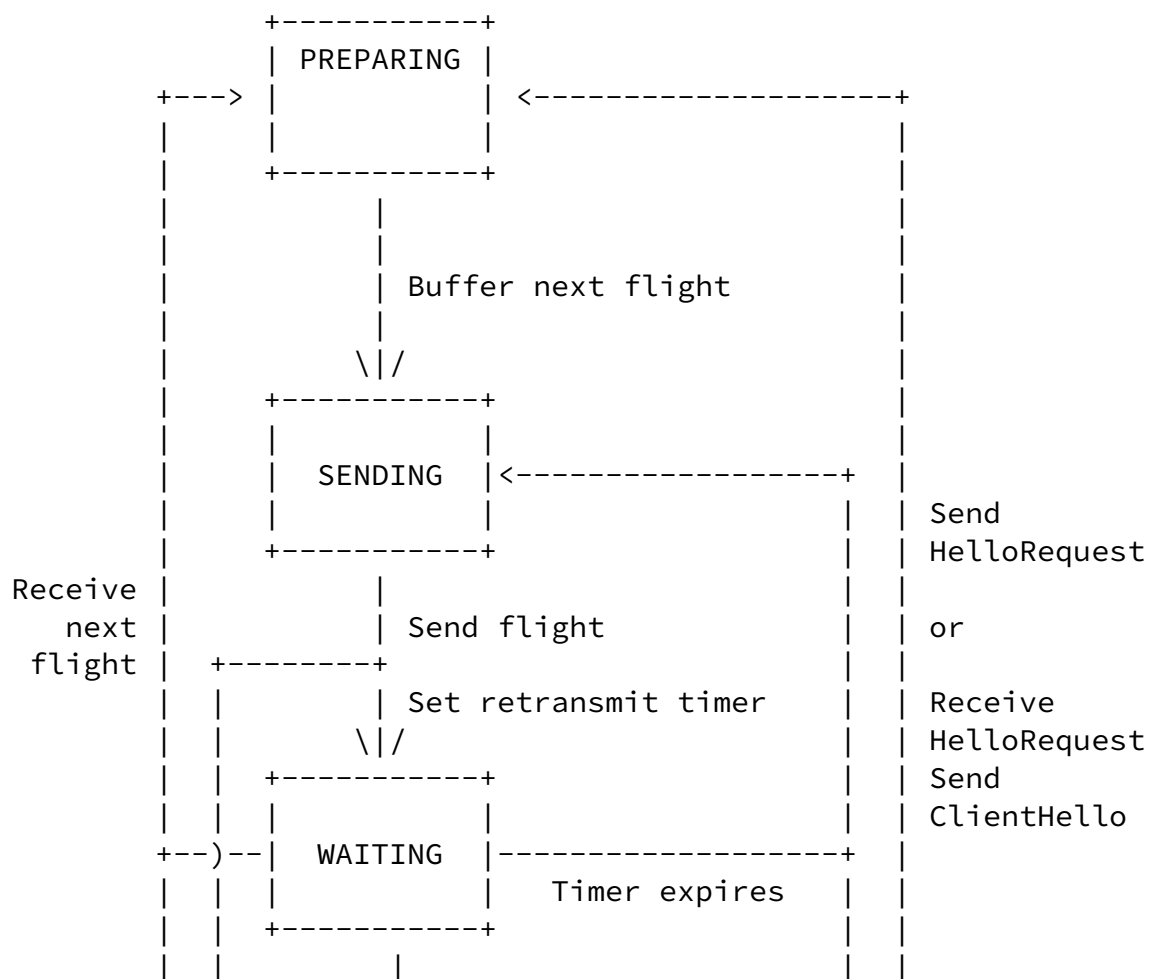 PREPARING
Buffer next flight
SENDING
Send
HelloRequest
Receive
next
flight
Send flight
or
Set retransmit timer
Receive
HelloRequest
Send
ClientHello
WAITING
Timer expires